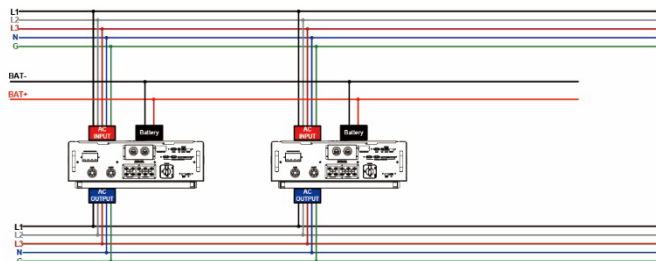 L1
L2
L3
N
G
BAT-
BAT+
AC INPUT
Battery
AC INPUT
Battery
AC OUTPUT
AC OUTPUT
L1
L2
L3
N
G